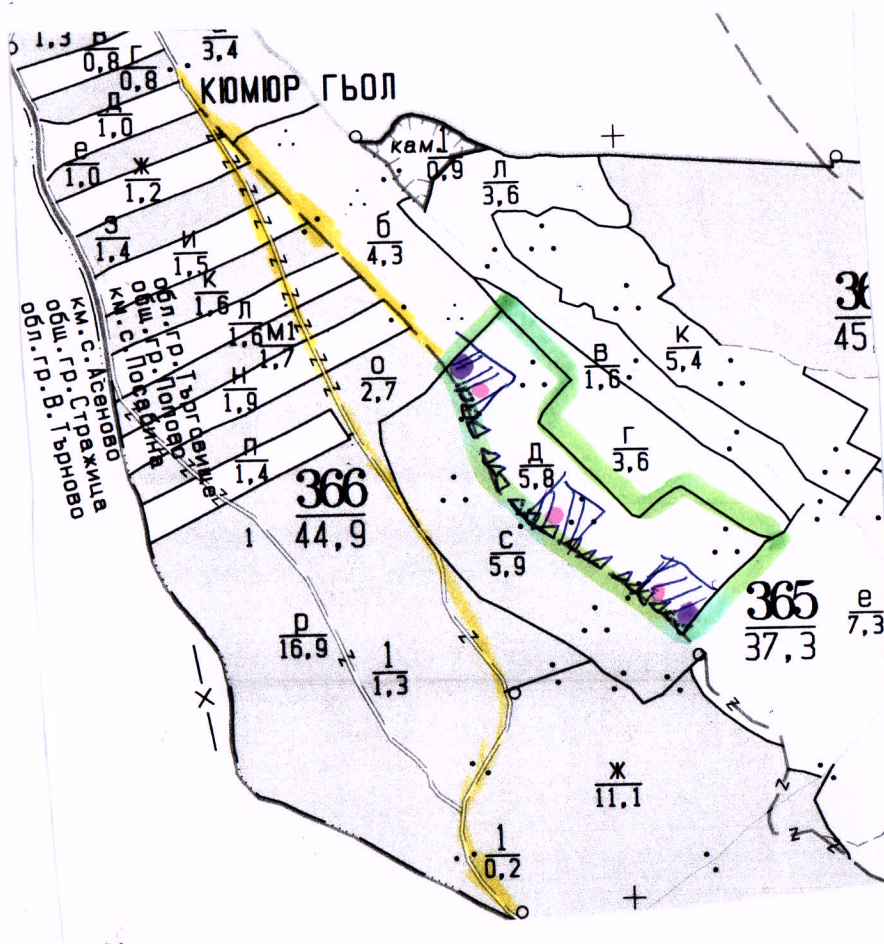 1,3
В
0,8
Г
0,8
3,4
Д
1,0
КЮМЮР ГЬОЛ
е
1,0
Ж
1,2
кам.1
0,9
Л
3,6
З
1,4
И
1,5
б
4,3
К
1,6
Л
1,6
М1
1,7
36
45,
К
5,4
В
1,6
Н
1,9
О
2,7
обл.гр.Търговище
общ.гр.Попово
км.с.Посабина
км.с.Асеново
общ.гр.Стражица
обл.гр.В.Търново
П
1,4
Г
3,6
Д
5,8
366
44,9
1
С
5,9
365
37,3
е
7,3
р
16,9
1
1,3
Ж
11,1
1
0,2